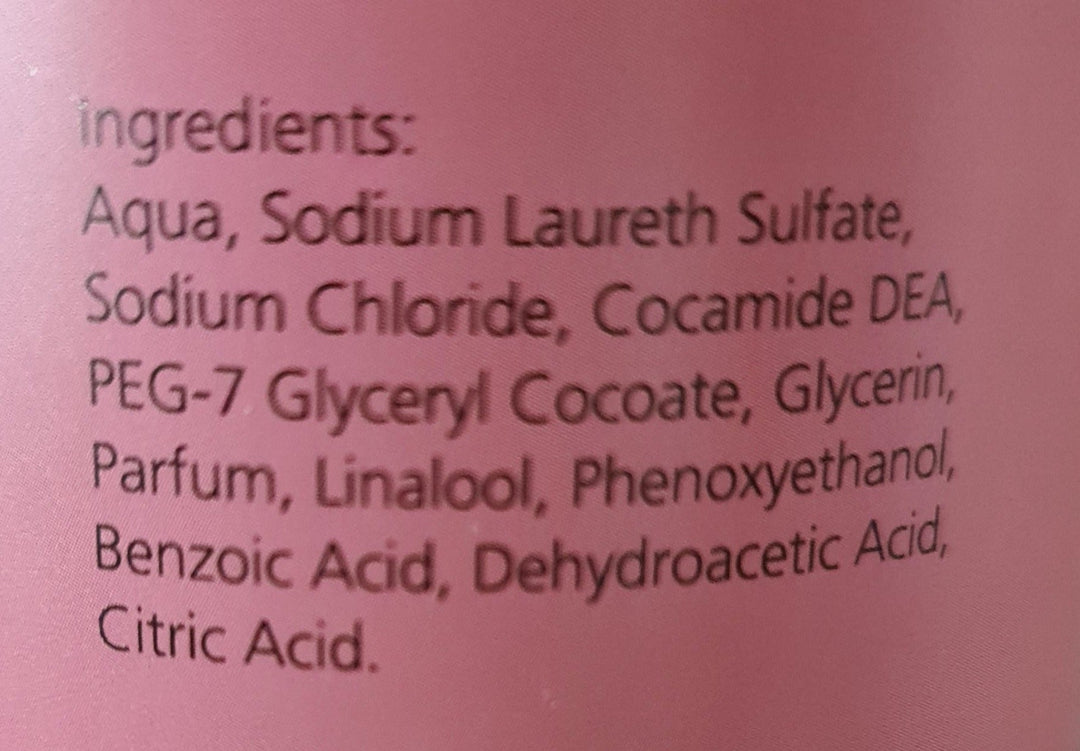 ingredients:
Aqua, Sodium Laureth Sulfate,
Sodium Chloride, Cocamide DEA,
PEG-7 Glyceryl Cocoate, Glycerin,
Parfum, Linalool, Phenoxyethanol,
Benzoic Acid, Dehydroacetic Acid,
Citric Acid.